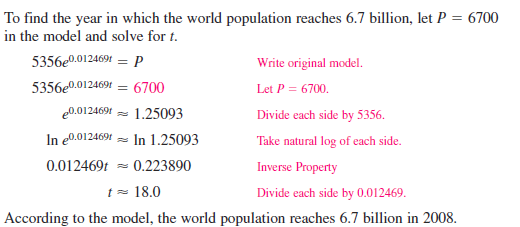 To find the year in which the world population reaches 6.7 billion, let P = 6700
in the model and solve for t.
5356e^0.012469t = P Write original model.
5356e^0.012469t = 6700 Let P = 6700.
e^0.012469t ≈ 1.25093 Divide each side by 5356.
ln e^0.012469t ≈ ln 1.25093 Take natural log of each side.
0.012469t ≈ 0.223890 Inverse Property
t ≈ 18.0 Divide each side by 0.012469.
According to the model, the world population reaches 6.7 billion in 2008.